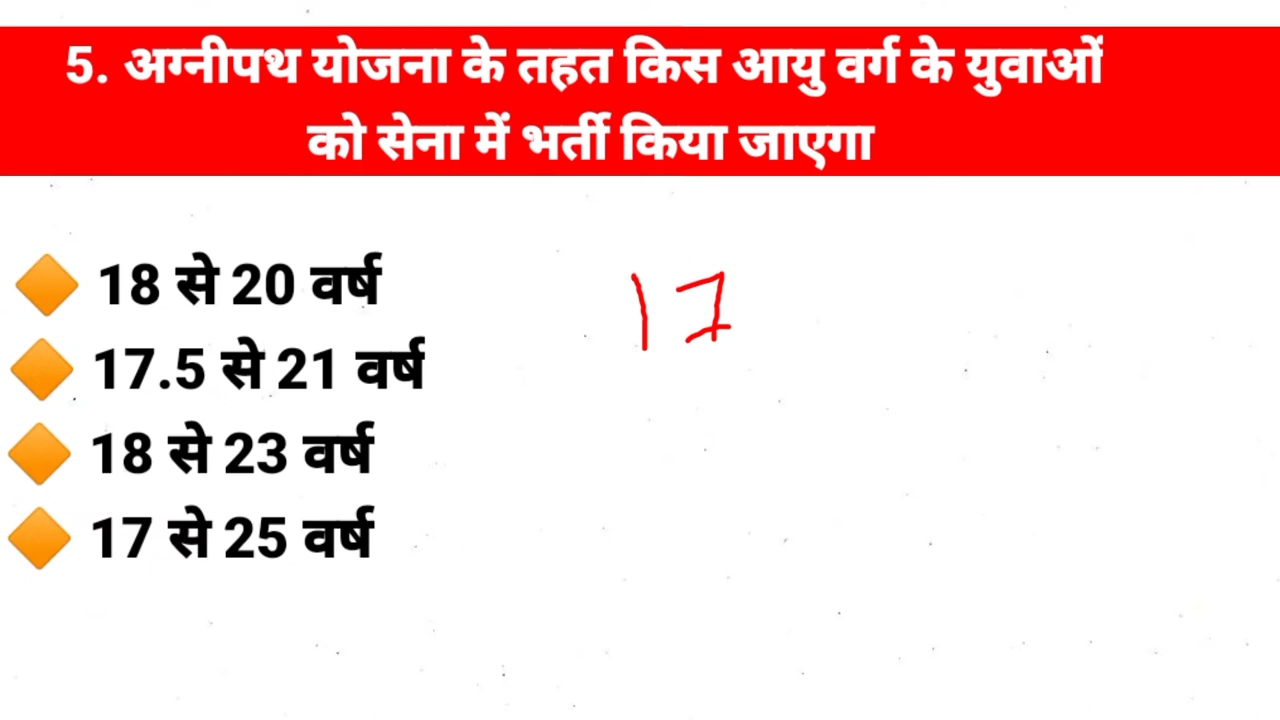 5. अग्नीपथ योजना के तहत किस आयु वर्ग के युवाओं
को सेना में भर्ती किया जाएगा
18 से 20 वर्ष
17
17.5 से 21 वर्ष
18 से 23 वर्ष
17 से 25 वर्ष